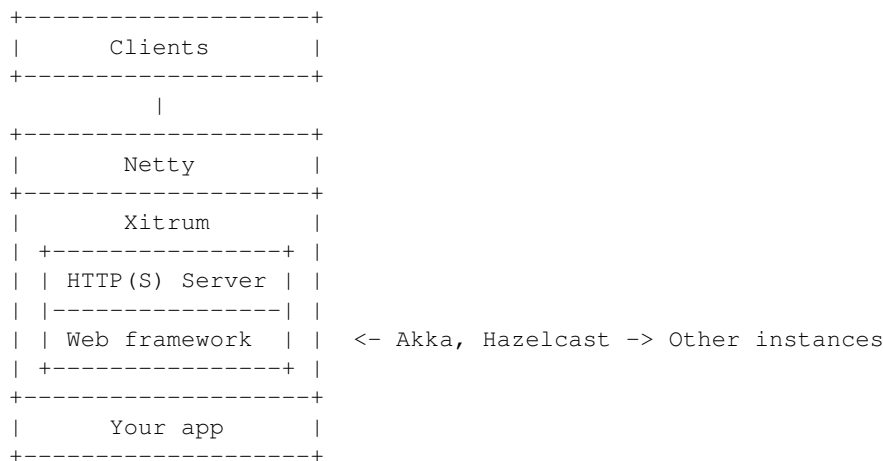 Clients
Netty
Xitrum
HTTP(S) Server
Web framework <- Akka, Hazelcast -> Other instances
Your app